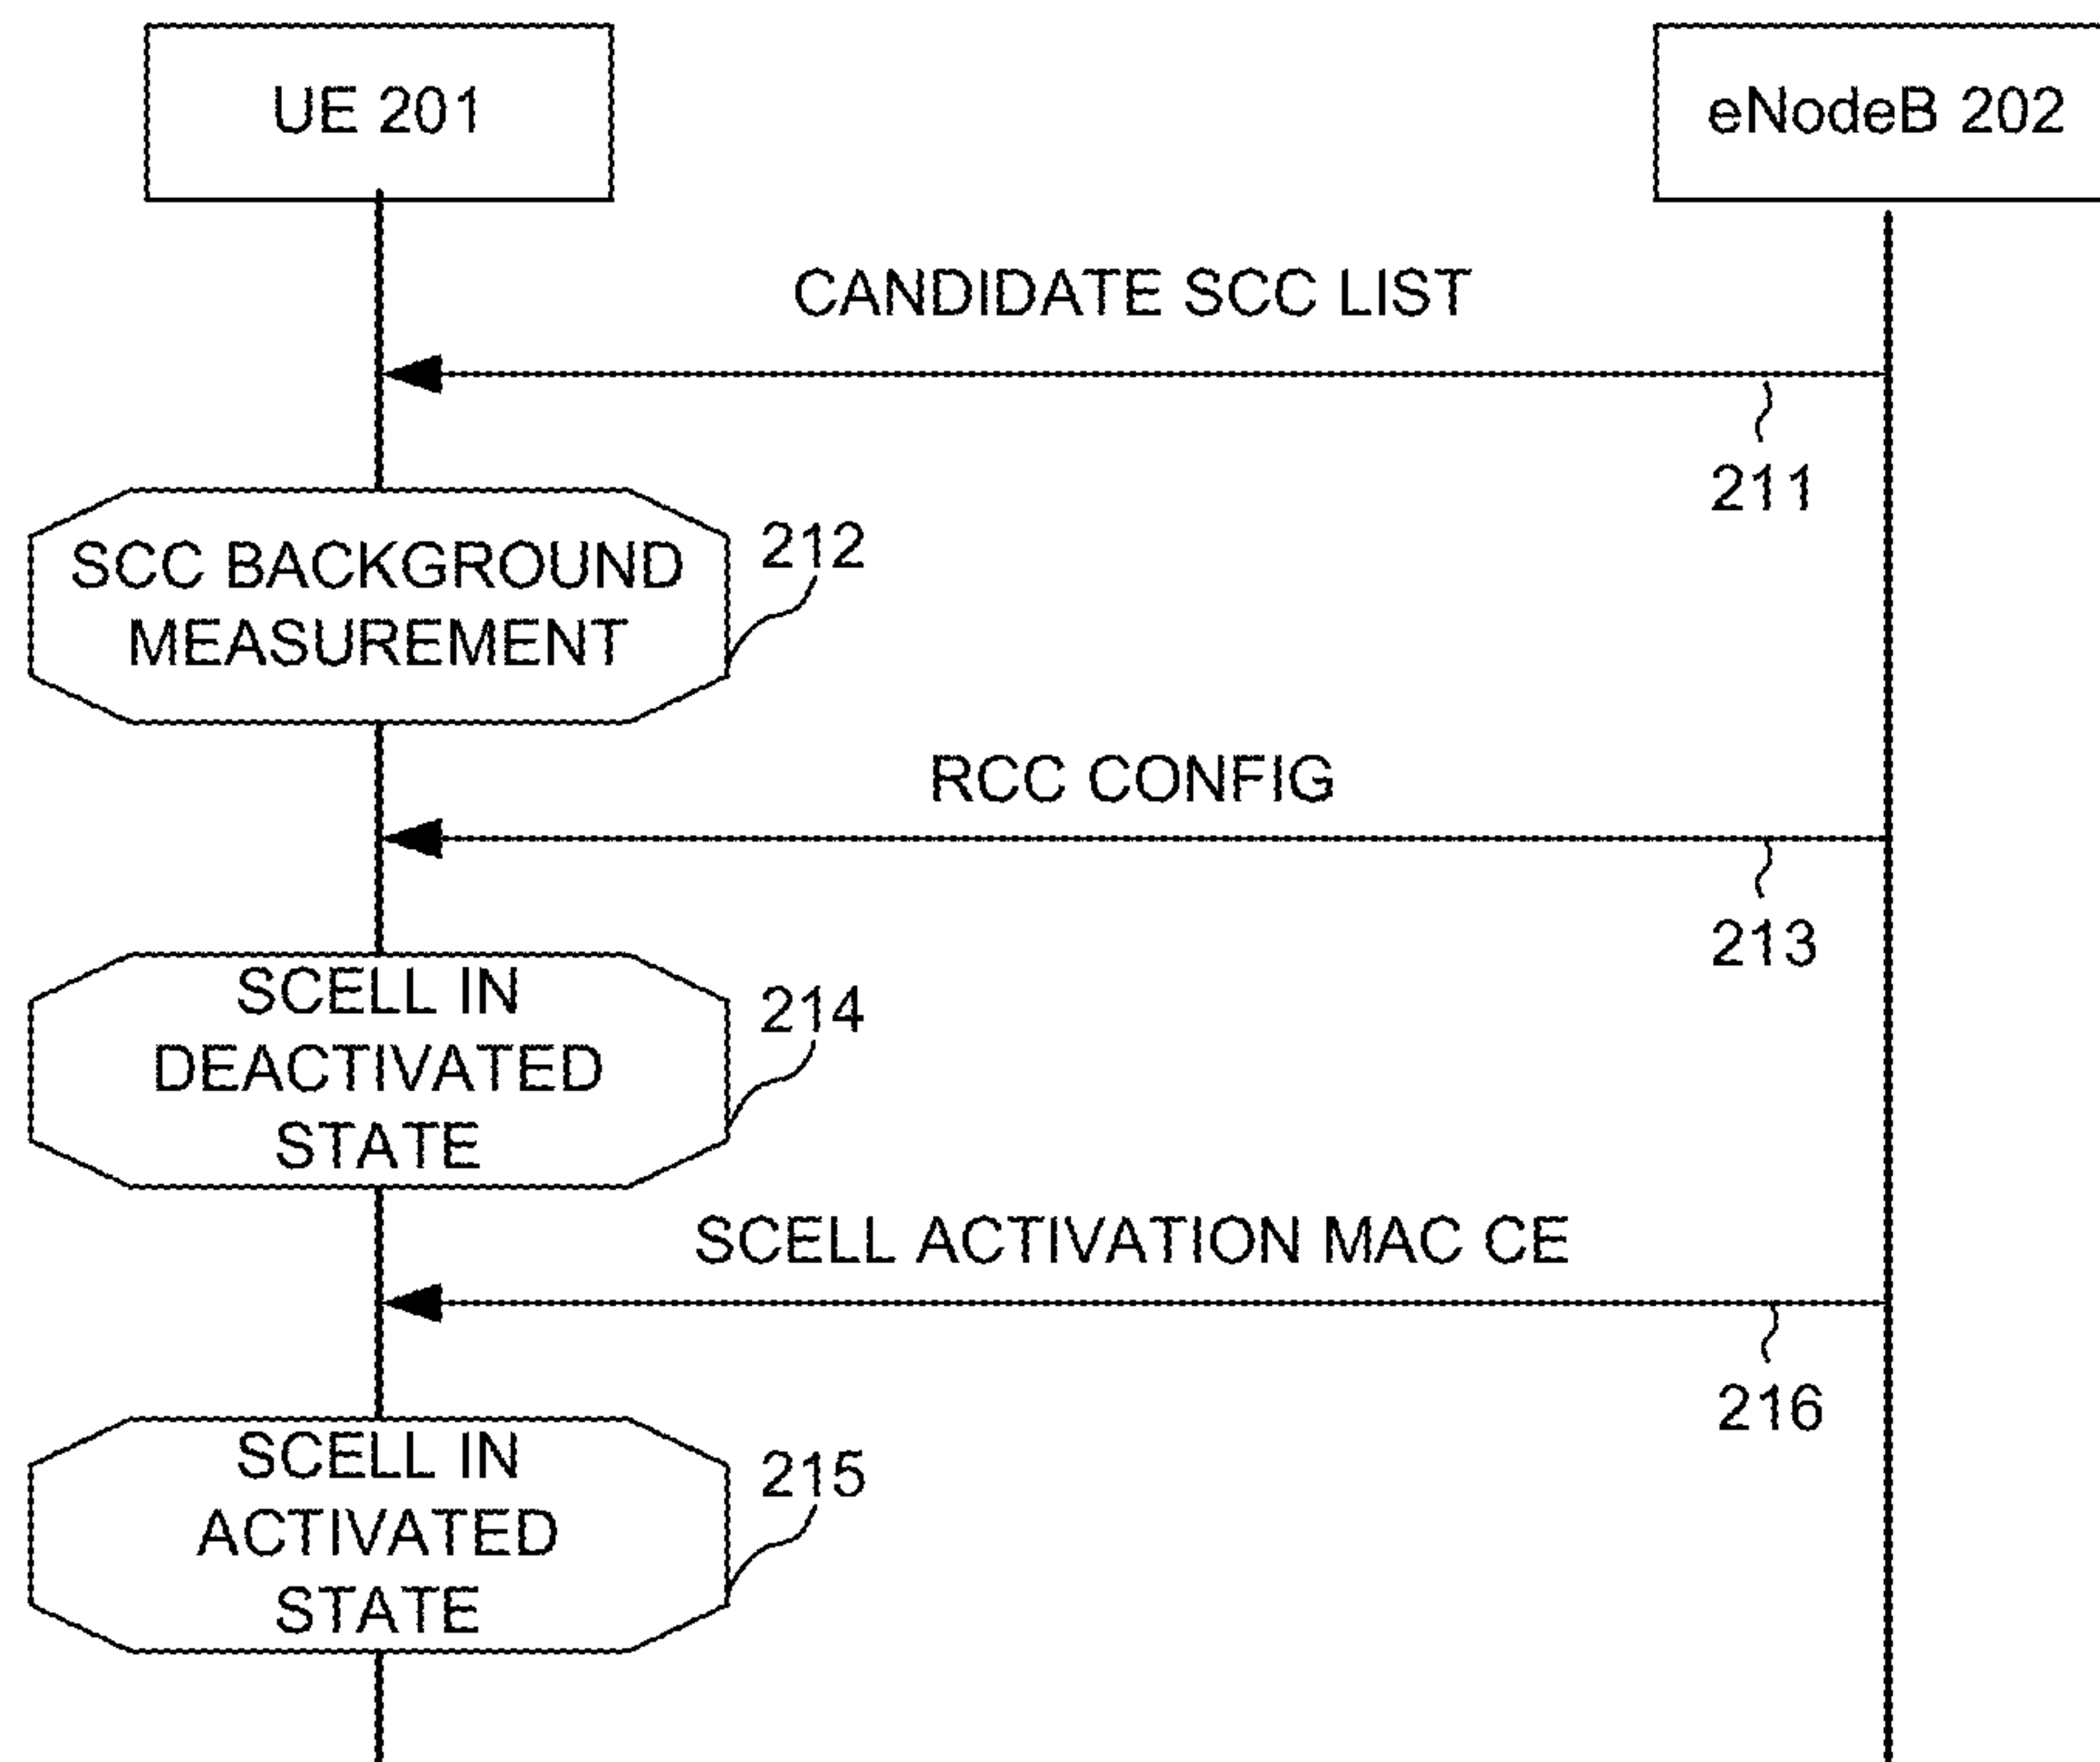 UE 201
eNodeB 202
CANDIDATE SCC LIST
211
SCC BACKGROUND
MEASUREMENT
212
RCC CONFIG
213
SCELL IN
DEACTIVATED
STATE
214
SCELL ACTIVATION MAC CE
216
SCELL IN
ACTIVATED
STATE
215